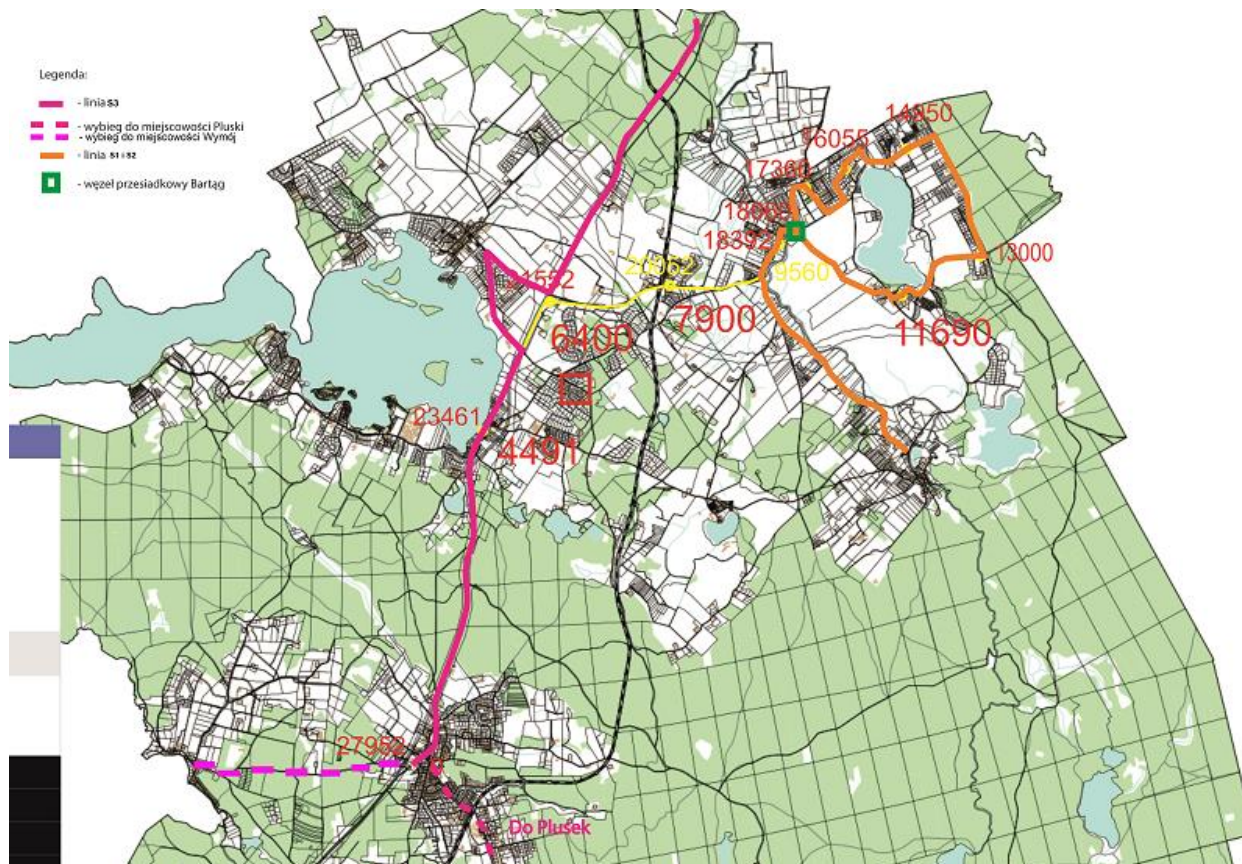 Legenda:
- linia S3
- wybieg do miejscowości Pluski
- wybieg do miejscowości Wymój
- linia S1 i S2
- węzeł przesiadkowy Bartąg
14950
16055
17360
18392
13000
20052
9560
21552
7900
6400
11690
23461
4491
27952
Do Plusek